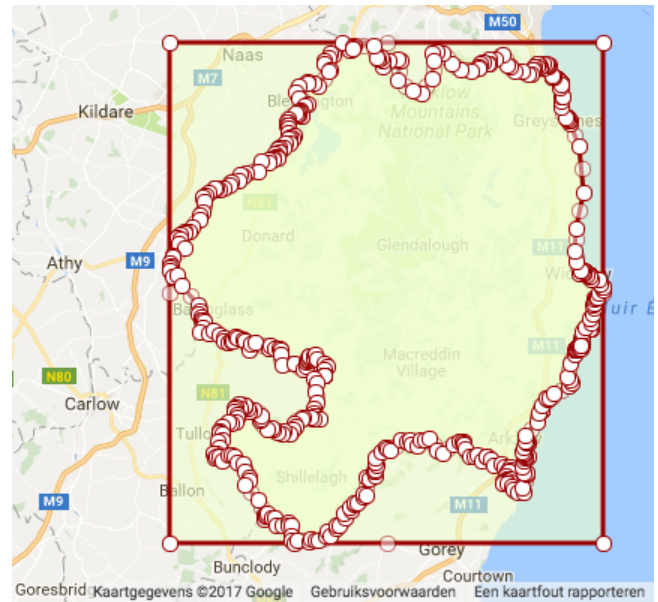 M50
Naas
M7
Kildare
Mountains
National Park
N81
Donard
Glendalough
M11
Athy
M9
Macreddin
Village
M11
N80
N81
Carlow
Shillelagh
Ballon
M9
M11
Gorey
Bunclody
Courtown
Goresbrid
Kaartgegevens ©2017 Google Gebruiksvoorwaarden Een kaartfout rapporteren